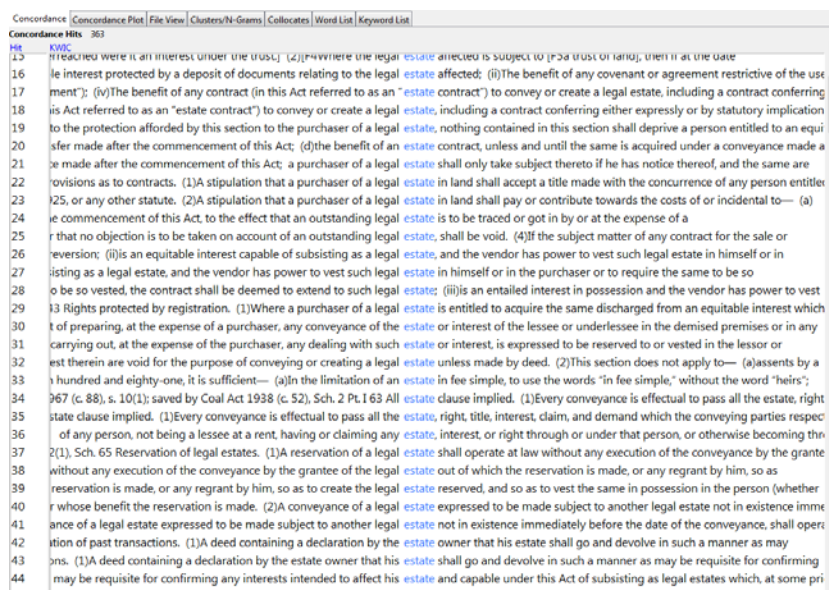 Concordance Concordance Plot File View Clusters/N-Grams Collocates Word List Keyword List
Concordance Hits 363
Hit KWIC
15 erreached were it an interest under the trust.] (2)[F4Where the legal estate affected is subject to [F5a trust of land], then if at the date
16 le interest protected by a deposit of documents relating to the legal estate affected; (ii)The benefit of any covenant or agreement restrictive of the use
17 ment"); (iv)The benefit of any contract (in this Act referred to as an "estate contract") to convey or create a legal estate, including a contract conferring
18 is Act referred to as an "estate contract") to convey or create a legal estate, including a contract conferring either expressly or by statutory implication
19 to the protection afforded by this section to the purchaser of a legal estate, nothing contained in this section shall deprive a person entitled to an equi
20 sfer made after the commencement of this Act; (d)the benefit of an estate contract, unless and until the same is acquired under a conveyance made a
21 e made after the commencement of this Act; a purchaser of a legal estate shall only take subject thereto if he has notice thereof, and the same are
22 rovisions as to contracts. (1)A stipulation that a purchaser of a legal estate in land shall accept a title made with the concurrence of any person entitled
23 925, or any other statute. (2)A stipulation that a purchaser of a legal estate in land shall pay or contribute towards the costs of or incidental to— (a)
24 e commencement of this Act, to the effect that an outstanding legal estate is to be traced or got in by or at the expense of a
25 r that no objection is to be taken on account of an outstanding legal estate, shall be void. (4)If the subject matter of any contract for the sale or
26 reversion; (ii)is an equitable interest capable of subsisting as a legal estate, and the vendor has power to vest such legal estate in himself or in
27 isting as a legal estate, and the vendor has power to vest such legal estate in himself or in the purchaser or to require the same to be so
28 o be so vested, the contract shall be deemed to extend to such legal estate; (iii)is an entailed interest in possession and the vendor has power to vest
29 13 Rights protected by registration. (1)Where a purchaser of a legal estate is entitled to acquire the same discharged from an equitable interest which
30 t of preparing, at the expense of a purchaser, any conveyance of the estate or interest of the lessee or underlessee in the demised premises or in any
31 carrying out, at the expense of the purchaser, any dealing with such estate or interest, is expressed to be reserved to or vested in the lessor or
32 est therein are void for the purpose of conveying or creating a legal estate unless made by deed. (2)This section does not apply to— (a)assents by a
33 n hundred and eighty-one, it is sufficient— (a)In the limitation of an estate in fee simple, to use the words "in fee simple," without the word "heirs";
34 967 (c. 88), s. 10(1); saved by Coal Act 1938 (c. 52), Sch. 2 Pt. I 63 All estate clause implied. (1)Every conveyance is effectual to pass all the estate, right
35 state clause implied. (1)Every conveyance is effectual to pass all the estate, right, title, interest, claim, and demand which the conveying parties respec
36 of any person, not being a lessee at a rent, having or claiming any estate, interest, or right through or under that person, or otherwise becoming thr
37 2(1), Sch. 65 Reservation of legal estates. (1)A reservation of a legal estate shall operate at law without any execution of the conveyance by the grante
38 without any execution of the conveyance by the grantee of the legal estate out of which the reservation is made, or any regrant by him, so as
39 reservation is made, or any regrant by him, so as to create the legal estate reserved, and so as to vest the same in possession in the person (whether
40 r whose benefit the reservation is made. (2)A conveyance of a legal estate expressed to be made subject to another legal estate not in existence imme
41 ance of a legal estate expressed to be made subject to another legal estate not in existence immediately before the date of the conveyance, shall opera
42 ation of past transactions. (1)A deed containing a declaration by the estate owner that his estate shall go and devolve in such a manner as may
43 ons. (1)A deed containing a declaration by the estate owner that his estate shall go and devolve in such a manner as may be requisite for confirming
44 may be requisite for confirming any interests intended to affect his estate and capable under this Act of subsisting as legal estates which, at some pri